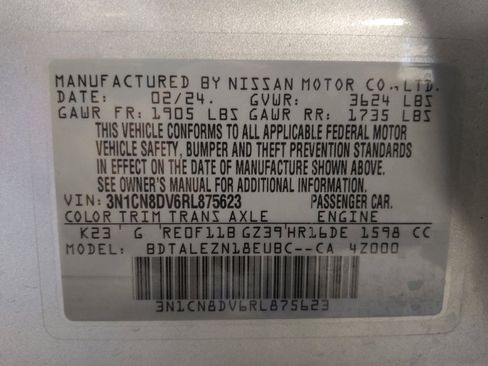 MANUFACTURED BY NISSAN MOTOR CO., LTD.
DATE: 02/24. GVWR: 3624 LBS
GAWR FR: 1905 LBS GAWR RR: 1735 LBS
THIS VEHICLE CONFORMS TO ALL APPLICABLE FEDERAL MOTOR
VEHICLE SAFETY, BUMPER AND THEFT PREVENTION STANDARDS
IN EFFECT ON THE DATE OF MANUFACTURE SHOWN ABOVE.
SEE OWNER'S MANUAL FOR ADDITIONAL INFORMATION.
VIN: 3N1CN8DV6RL875623 PASSENGER CAR.
COLOR TRIM TRANS AXLE ENGINE
K23 G RE0F11B GZ39 HR16DE 1598 CC
MODEL: BDTALEZN18EUBC--CA 4Z000
3N1CN8DV6RL875623